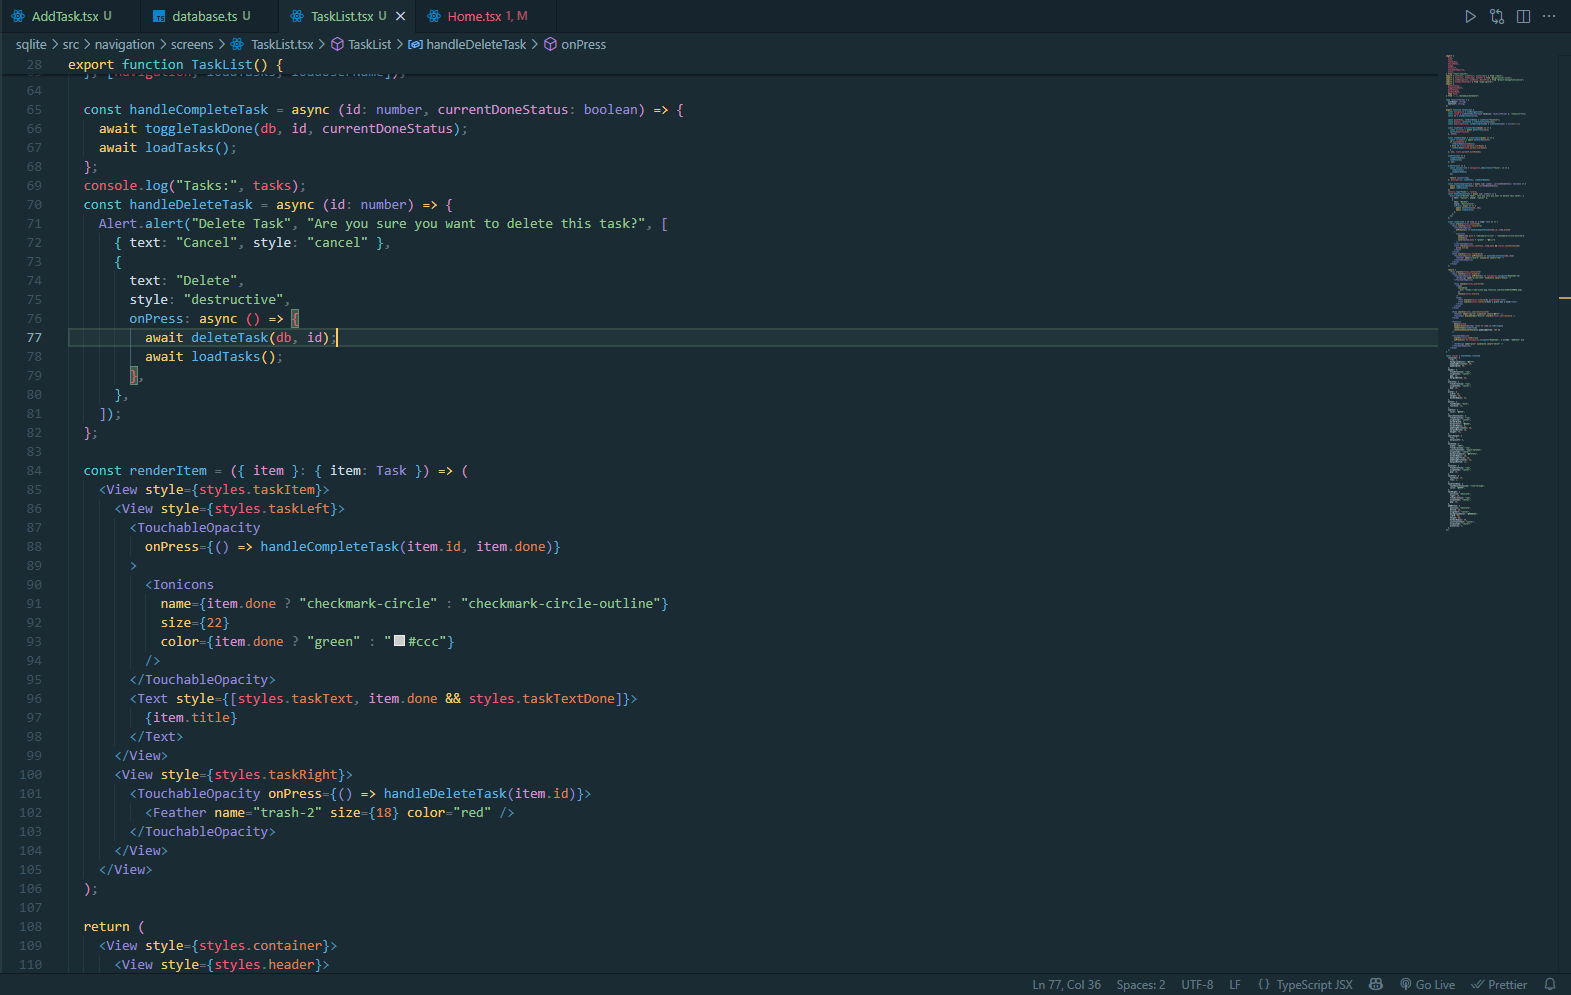 AddTask.tsx U
database.ts U
TaskList.tsx U
Home.tsx 1, M
sqlite > src > navigation > screens > TaskList.tsx > TaskList > handleDeleteTask > onPress
28 export function TaskList() {
64
65 const handleCompleteTask = async (id: number, currentDoneStatus: boolean) => {
66 await toggleTaskDone(db, id, currentDoneStatus);
67 await loadTasks();
68 };
69 console.log("Tasks:", tasks);
70 const handleDeleteTask = async (id: number) => {
71 Alert.alert("Delete Task", "Are you sure you want to delete this task?", [
72 { text: "Cancel", style: "cancel" },
73 {
74 text: "Delete",
75 style: "destructive",
76 onPress: async () => {
77 await deleteTask(db, id);
78 await loadTasks();
79 },
80 },
81 ]);
82 };
83
84 const renderItem = ({ item }: { item: Task }) => (
85 <View style={styles.taskItem}>
86 <View style={styles.taskLeft}>
87 <TouchableOpacity
88 onPress={() => handleCompleteTask(item.id, item.done)}
89 >
90 <Ionicons
91 name={item.done ? "checkmark-circle" : "checkmark-circle-outline"}
92 size={22}
93 color={item.done ? "green" : "#ccc"}
94 />
95 </TouchableOpacity>
96 <Text style={[styles.taskText, item.done && styles.taskTextDone]}>
97 {item.title}
98 </Text>
99 </View>
100 <View style={styles.taskRight}>
101 <TouchableOpacity onPress={() => handleDeleteTask(item.id)}>
102 <Feather name="trash-2" size={18} color="red" />
103 </TouchableOpacity>
104 </View>
105 </View>
106 );
107
108 return (
109 <View style={styles.container}>
110 <View style={styles.header}>
Ln 77, Col 36 Spaces: 2 UTF-8 LF {} TypeScript JSX Go Live Prettier